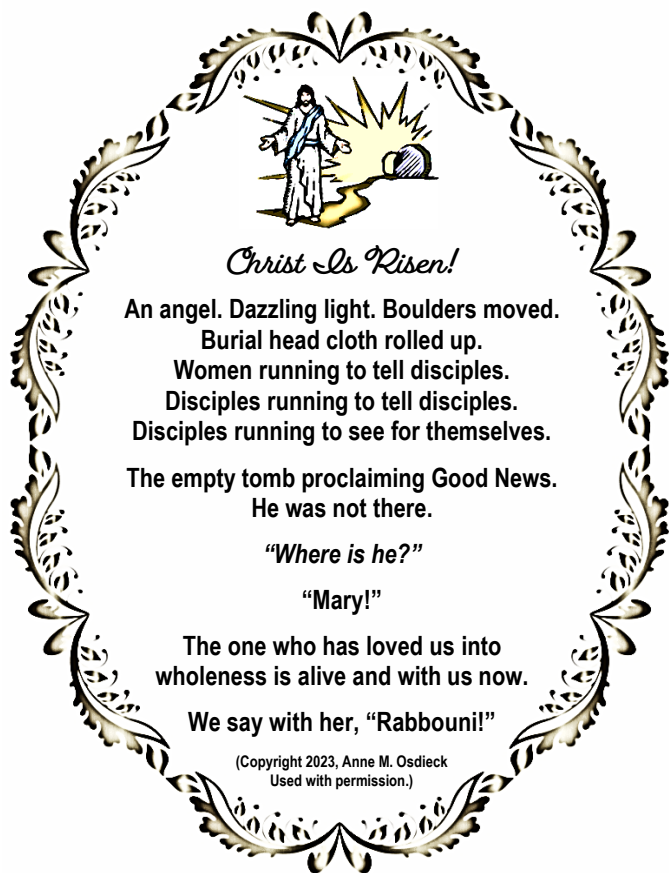 Christ Is Risen!
An angel. Dazzling light. Boulders moved.
Burial head cloth rolled up.
Women running to tell disciples.
Disciples running to tell disciples.
Disciples running to see for themselves.
The empty tomb proclaiming Good News.
He was not there.
“Where is he?”
“Mary!”
The one who has loved us into
wholeness is alive and with us now.
We say with her, “Rabbouni!”
(Copyright 2023, Anne M. Osdieck
Used with permission.)